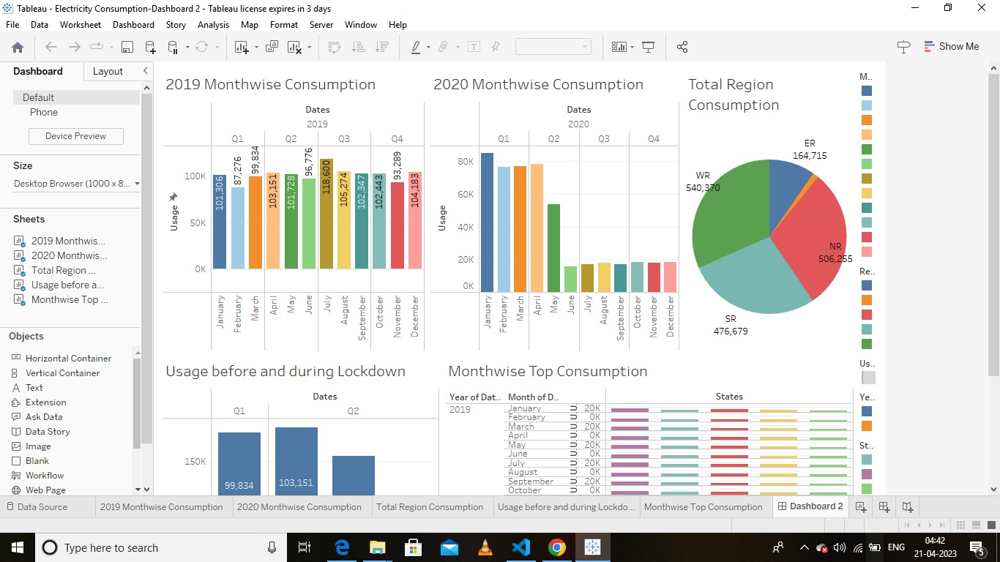 Tableau - Electricity Consumption-Dashboard 2 - Tableau license expires in 3 days
File Data Worksheet Dashboard Story Analysis Map Format Server Window Help
Show Me
Dashboard Layout
Default
Phone
Device Preview
Size
Desktop Browser (1000 x 8...
Sheets
2019 Monthwis...
2020 Monthwis...
Total Region ...
Usage before a...
Monthwise Top ...
Objects
Horizontal Container
Vertical Container
Text
Extension
Ask Data
Data Story
Image
Blank
Workflow
Web Page
2019 Monthwise Consumption
Dates
2019
Q1 Q2 Q3 Q4
Usage
100K
50K
0K
101,306 87,276 99,834 103,151 101,728 96,776 118,600 105,274 102,347 102,443 93,289 104,183
January February March April May June July August September October November December
2020 Monthwise Consumption
Dates
2020
Q1 Q2 Q3 Q4
Usage
80K
60K
40K
20K
0K
January February March April May June July August September October November December
Total Region
Consumption
ER
164,715
WR
540,370
NR
506,255
SR
476,679
M..
Re..
Us..
Ye..
St..
Usage before and during Lockdown
Dates
Q1 Q2
150K
99,834 103,151
Monthwise Top Consumption
Year of Dat.. Month of D.. States
2019 January 20K
February 0K
March 20K
April 0K
May 20K
June 0K
July 20K
August 0K
September 20K
October 0K
Data Source 2019 Monthwise Consumption 2020 Monthwise Consumption Total Region Consumption Usage before and during Lockdo... Monthwise Top Consumption Dashboard 2
Type here to search
ENG
04:42
21-04-2023
5